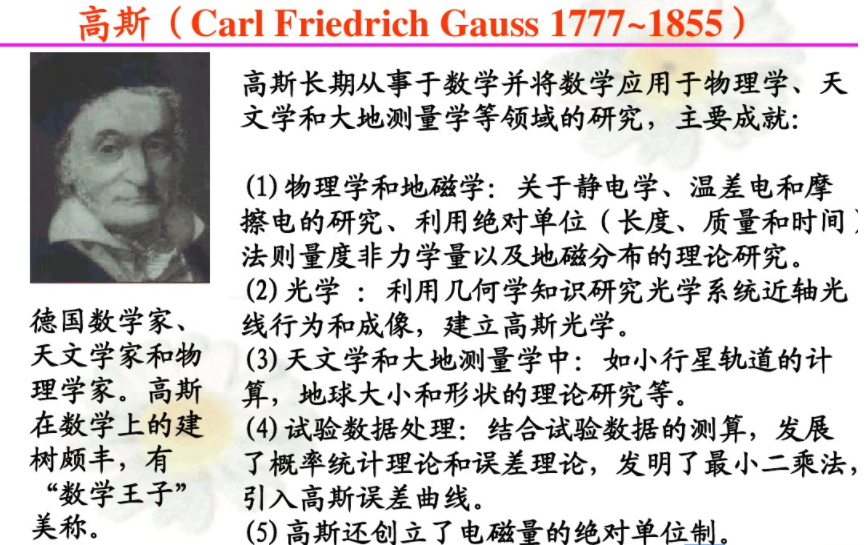 高斯（Carl Friedrich Gauss 1777~1855）
德国数学家、
天文学家和物
理学家。高斯
在数学上的建
树颇丰，有
“数学王子”
美称。
高斯长期从事于数学并将数学应用于物理学、天
文学和大地测量学等领域的研究，主要成就：
(1)物理学和地磁学：关于静电学、温差电和摩
擦电的研究、利用绝对单位（长度、质量和时间）
法则量度非力学量以及地磁分布的理论研究。
(2)光学 ：利用几何学知识研究光学系统近轴光
线行为和成像，建立高斯光学。
(3)天文学和大地测量学中：如小行星轨道的计
算，地球大小和形状的理论研究等。
(4)试验数据处理：结合试验数据的测算，发展
了概率统计理论和误差理论，发明了最小二乘法，
引入高斯误差曲线。
(5)高斯还创立了电磁量的绝对单位制。